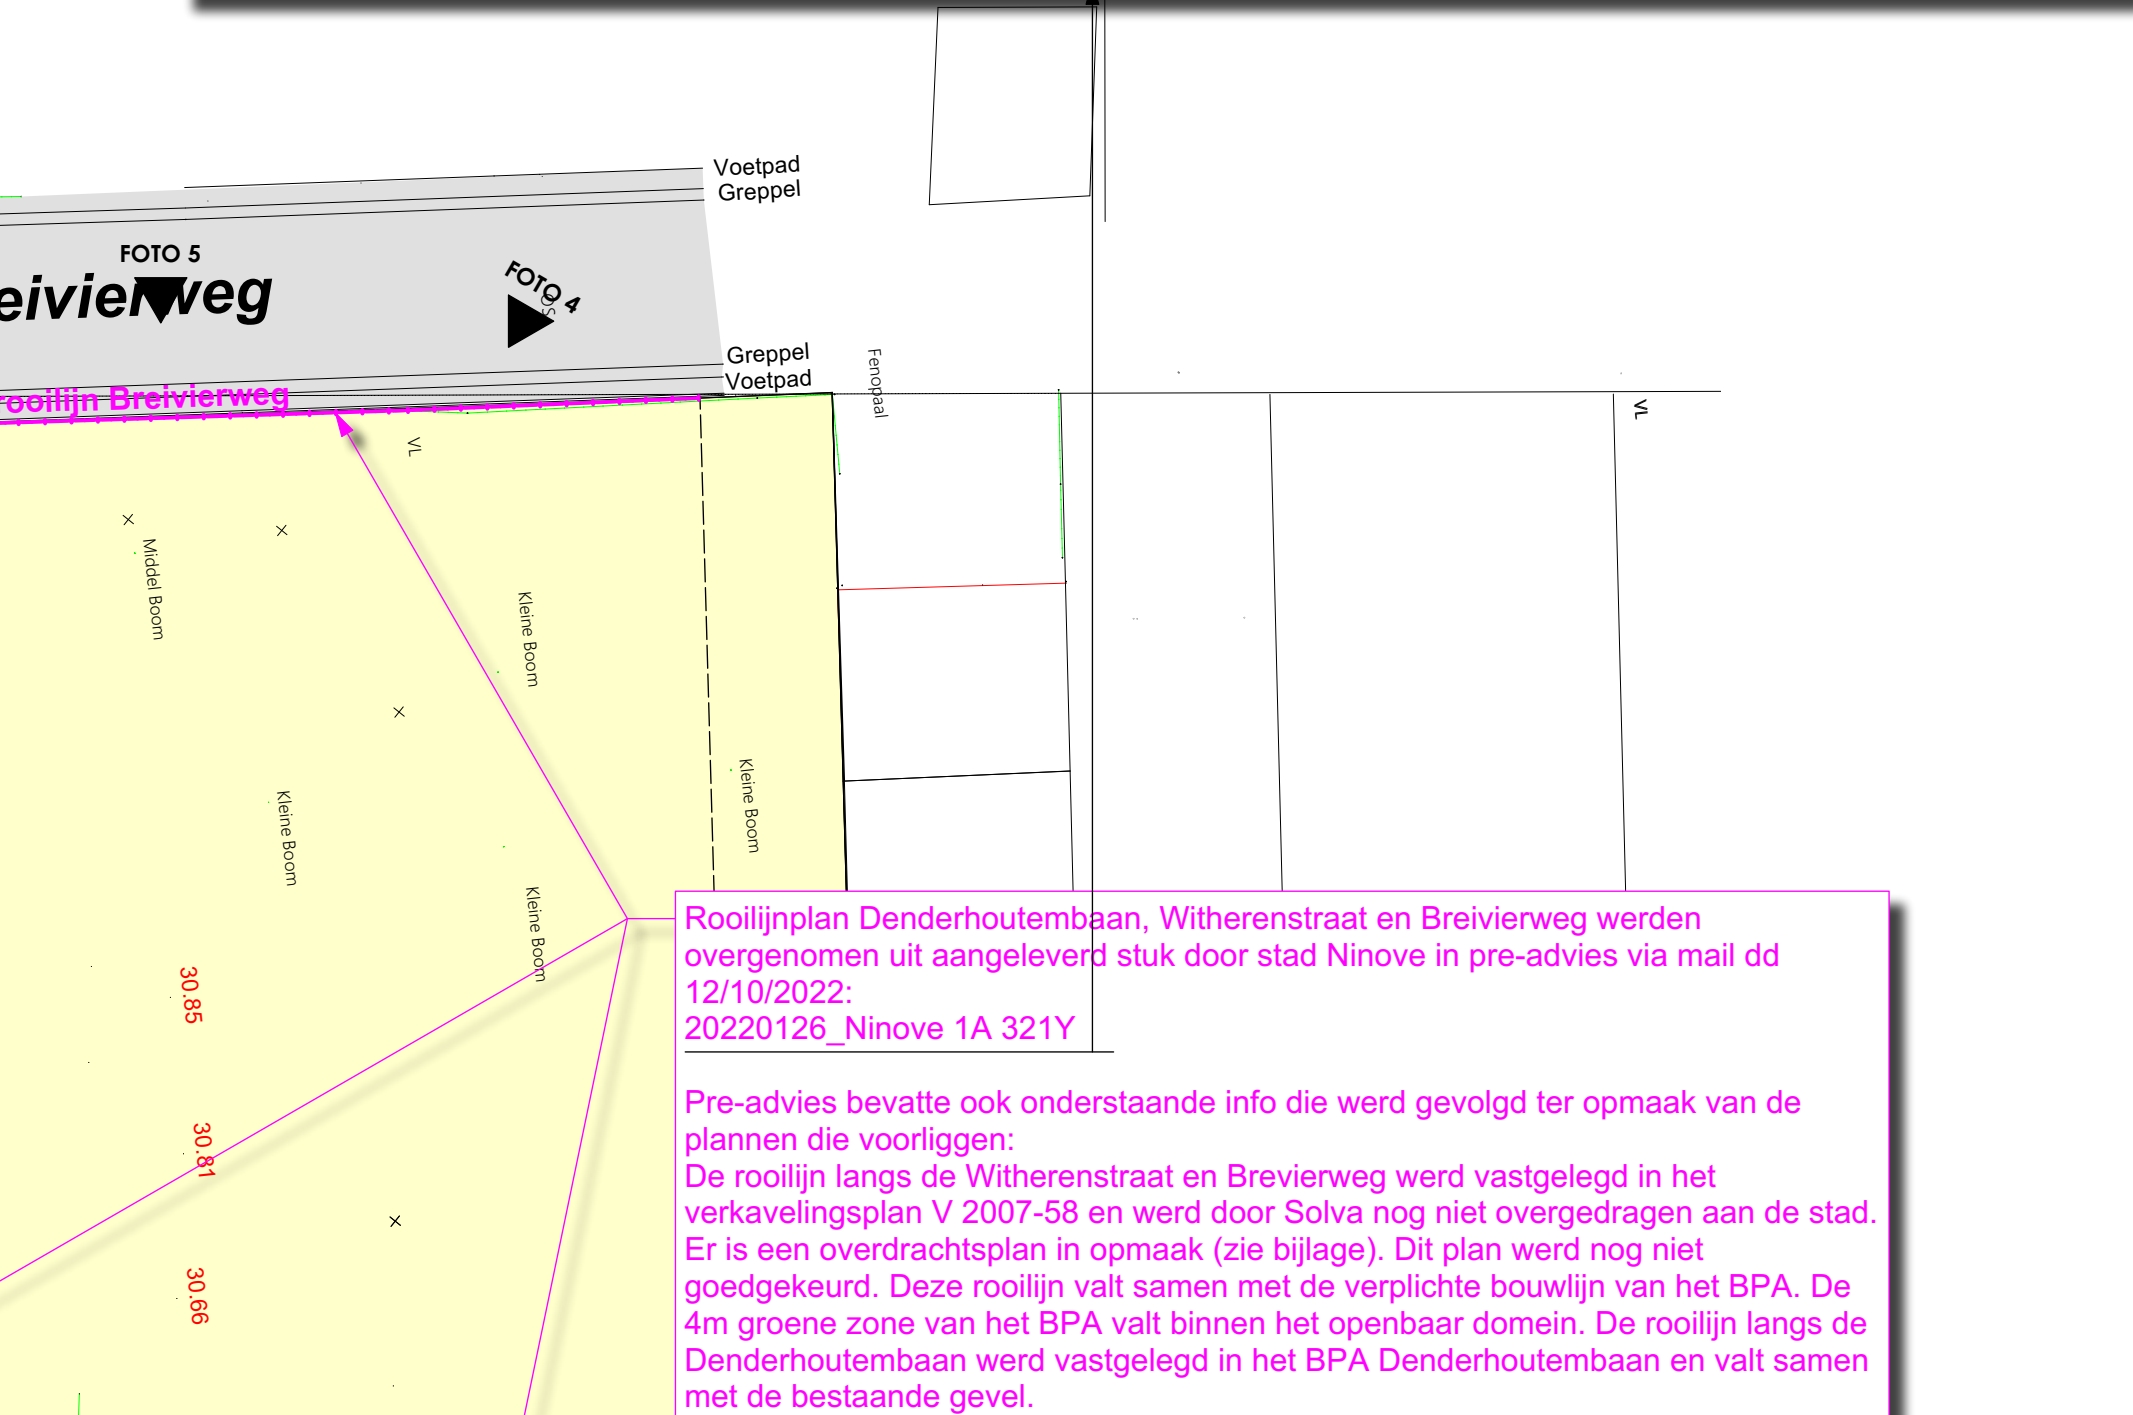 Voetpad
Greppel
FOTO 5
FOTO 4
OS
eivierweg
Greppel
Voetpad
Fenopaal
rooilijn Breivierweg
VL
VL
Middel Boom
Kleine Boom
Kleine Boom
Kleine Boom
Kleine Boom
30.85
30.81
30.66
Rooilijnplan Denderhoutembaan, Witherenstraat en Breivierweg werden
overgenomen uit aangeleverd stuk door stad Ninove in pre-advies via mail dd
12/10/2022:
20220126_Ninove 1A 321Y
Pre-advies bevatte ook onderstaande info die werd gevolgd ter opmaak van de
plannen die voorliggen:
De rooilijn langs de Witherenstraat en Brevierweg werd vastgelegd in het
verkavelingsplan V 2007-58 en werd door Solva nog niet overgedragen aan de stad.
Er is een overdrachtsplan in opmaak (zie bijlage). Dit plan werd nog niet
goedgekeurd. Deze rooilijn valt samen met de verplichte bouwlijn van het BPA. De
4m groene zone van het BPA valt binnen het openbaar domein. De rooilijn langs de
Denderhoutembaan werd vastgelegd in het BPA Denderhoutembaan en valt samen
met de bestaande gevel.